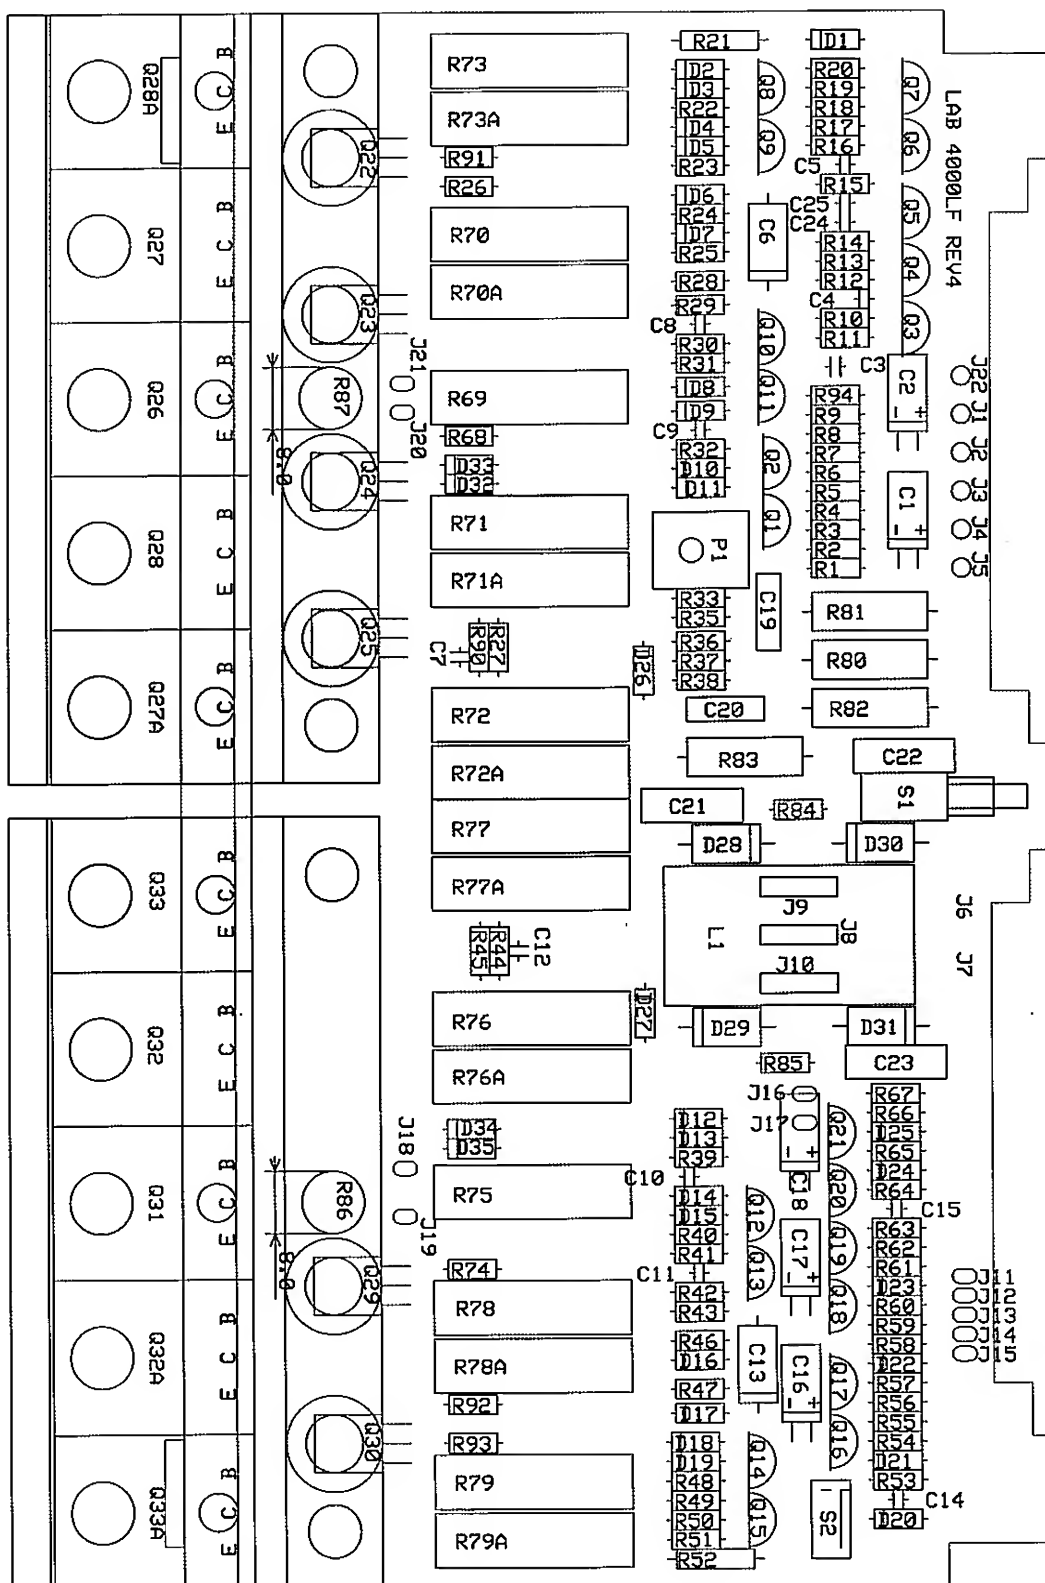 R21
D1
D2
D3
R22
D4
D5
R23
Q8
Q9
R20
R19
R18
R17
R16
C5
R15
C25
C24
Q7
Q6
Q5
Q4
Q3
LAB 4000LF REV4
R73
R73A
R91
R26
R70
R70A
R69
R68
D33
D32
R71
R71A
R90
R27
C7
R72
R72A
R77
R77A
R45
R44
C12
R76
R76A
D34
D35
R75
R74
R78
R78A
R92
R93
R79
R79A
Q28A
Q27
Q26
Q28
Q27A
Q33
Q32
Q31
Q32A
Q33A
E C B
E C B
E C B
E C B
E C B
E C B
E C B
E C B
E C B
E C B
Q22
Q23
R87
8.0
Q24
Q25
J21
J20
R86
8.0
Q29
Q30
J18
J19
D6
R24
D7
R25
R28
R29
C8
R30
R31
D8
D9
C9
R32
D10
D11
C6
Q10
Q11
Q2
Q1
P1
R33
R35
R36
R37
R38
C19
D26
C20
R14
R13
R12
C4
R10
R11
C3
R94
R9
R8
R7
R6
R5
R4
R3
R2
R1
C2
- +
C1
- +
J22
J1
J2
J3
J4
J5
R81
R80
R82
R83
C22
S1
C21
R84
D28
D30
J9
J8
L1
J10
J6
J7
D27
D29
D31
R85
C23
J16
J17
- +
C18
Q21
Q20
Q19
Q18
Q17
Q16
R67
R66
D25
R65
D24
R64
C15
R63
R62
R61
D23
R60
R59
R58
D22
R57
R56
R55
R54
D21
R53
C14
D20
J11
J12
J13
J14
J15
D12
D13
R39
C10
D14
D15
R40
R41
C11
R42
R43
R46
D16
R47
D17
D18
D19
R48
R49
R50
R51
R52
Q12
Q13
C17
- +
C13
C16
- +
Q14
Q15
S2